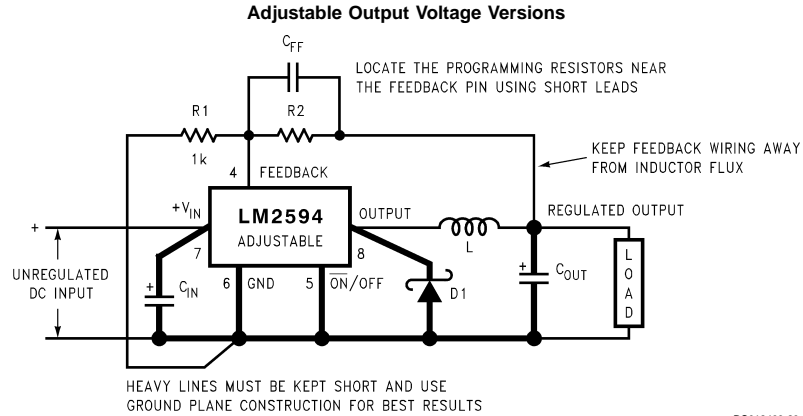 Adjustable Output Voltage Versions
CFF
LOCATE THE PROGRAMMING RESISTORS NEAR
THE FEEDBACK PIN USING SHORT LEADS
R1
R2
1k
KEEP FEEDBACK WIRING AWAY
FROM INDUCTOR FLUX
4
FEEDBACK
+VIN
LM2594
ADJUSTABLE
OUTPUT
REGULATED OUTPUT
+
7
8
L
UNREGULATED
DC INPUT
+
CIN
6
GND
5
ON/OFF
D1
+
COUT
LOAD
HEAVY LINES MUST BE KEPT SHORT AND USE
GROUND PLANE CONSTRUCTION FOR BEST RESULTS